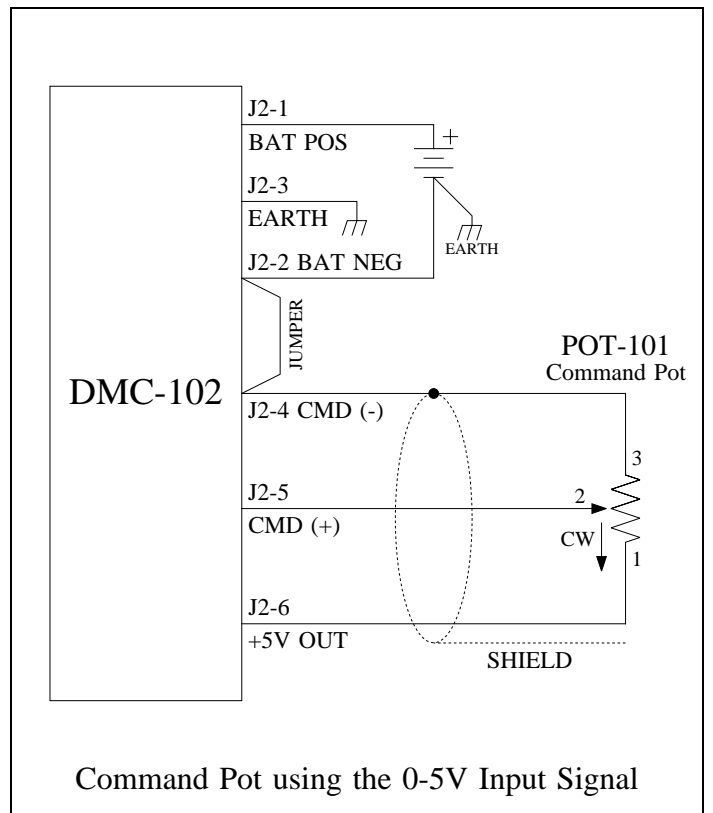 J2-1
BAT POS
+
J2-3
EARTH
EARTH
J2-2 BAT NEG
JUMPER
POT-101
Command Pot
DMC-102
J2-4 CMD (-)
3
J2-5
2
CMD (+)
CW
1
J2-6
+5V OUT
SHIELD
Command Pot using the 0-5V Input Signal